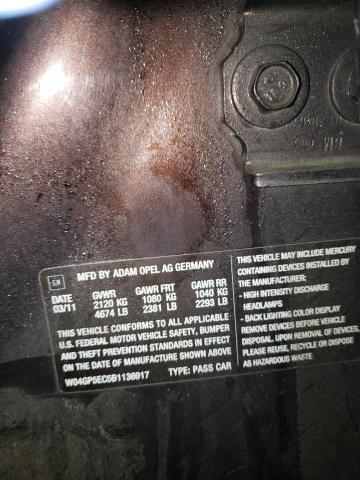 GM
MFD BY ADAM OPEL AG GERMANY
DATE GVWR GAWR FRT GAWR RR
03/11 2120 KG 1080 KG 1040 KG
4674 LB 2381 LB 2293 LB
THIS VEHICLE CONFORMS TO ALL APPLICABLE
U.S. FEDERAL MOTOR VEHICLE SAFETY, BUMPER
AND THEFT PREVENTION STANDARDS IN EFFECT
ON THE DATE OF MANUFACTURE SHOWN ABOVE
W04GP5EC5B1136917 TYPE: PASS CAR
THIS VEHICLE MAY INCLUDE MERCURY
CONTAINING DEVICES INSTALLED BY
THE MANUFACTURER:
- HIGH INTENSITY DISCHARGE
HEADLAMPS
- BACK LIGHTING COLOR DISPLAY
REMOVE DEVICES BEFORE VEHICLE
DISPOSAL. UPON REMOVAL OF DEVICES
PLEASE REUSE, RECYCLE OR DISPOSE
AS HAZARDOUS WASTE